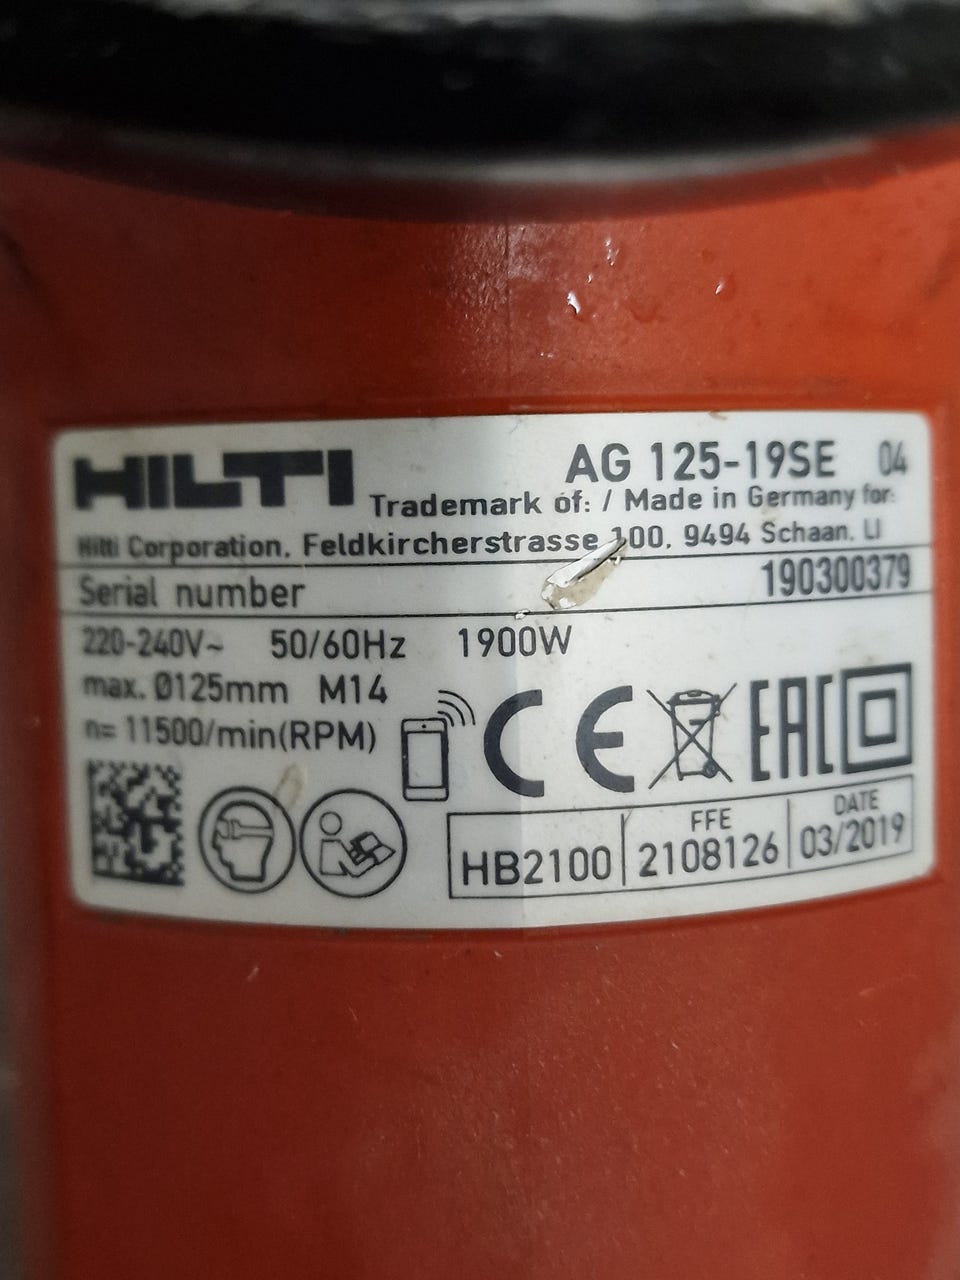 HILTI AG 125-19SE 04
Trademark of: / Made in Germany for:
Hilti Corporation, Feldkircherstrasse 100, 9494 Schaan, LI
Serial number 190300379
220-240V~ 50/60Hz 1900W
max. Ø125mm M14
n= 11500/min(RPM)
CE EAC
FFE DATE
HB2100 2108126 03/2019